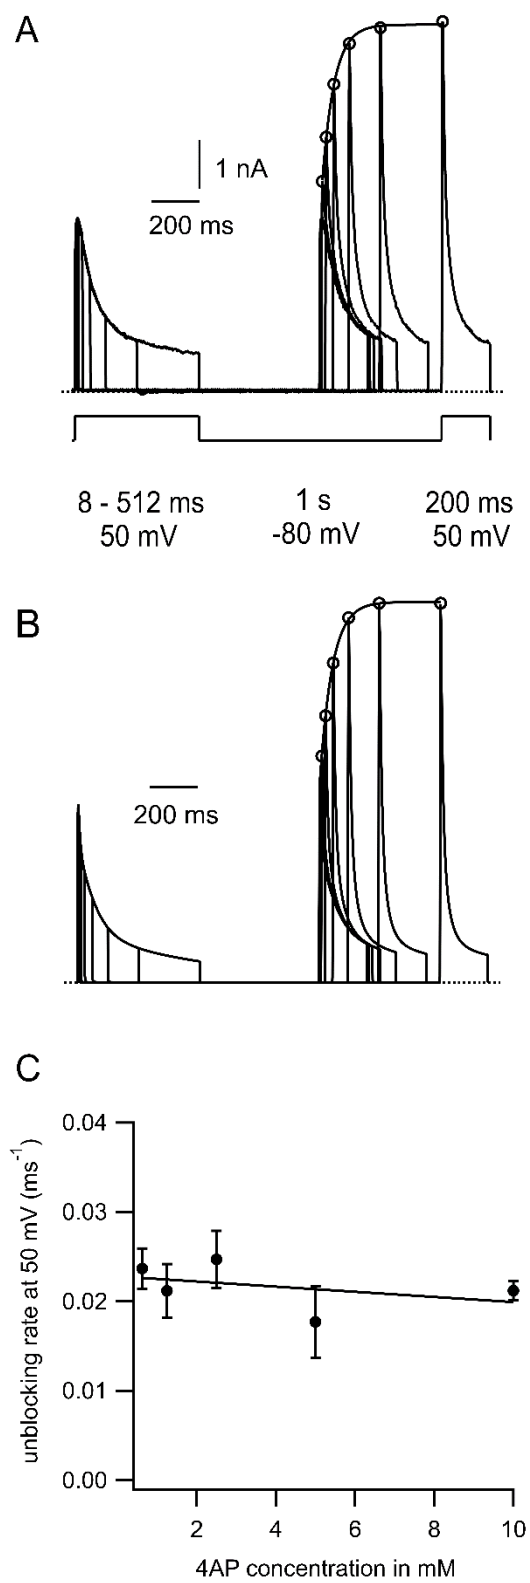 A
1 nA
200 ms
8 - 512 ms 1 s 200 ms
50 mV -80 mV 50 mV
B
200 ms
C
unblocking rate at 50 mV (ms⁻¹)
0.04
0.03
0.02
0.01
0.00
2 4 6 8 10
4AP concentration in mM